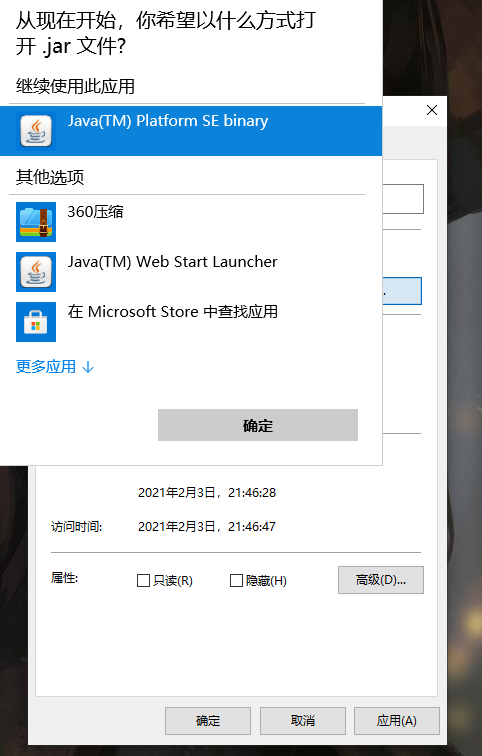 从现在开始，你希望以什么方式打
开 .jar 文件?
继续使用此应用
Java(TM) Platform SE binary
其他选项
360压缩
Java(TM) Web Start Launcher
在 Microsoft Store 中查找应用
更多应用 ↓
确定
2021年2月3日，21:46:28
访问时间: 2021年2月3日，21:46:47
属性: 只读(R) 隐藏(H) 高级(D)...
确定 取消 应用(A)